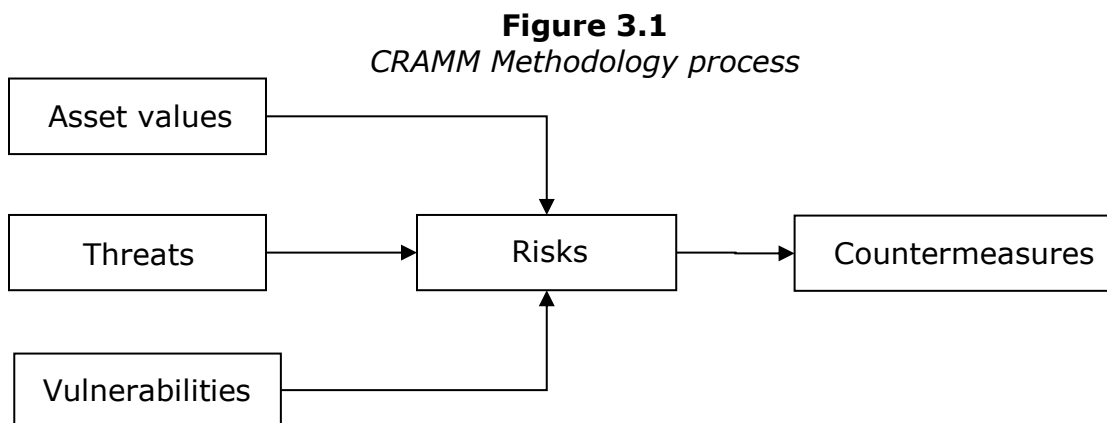 Figure 3.1
CRAMM Methodology process
Asset values
Threats
Risks
Countermeasures
Vulnerabilities